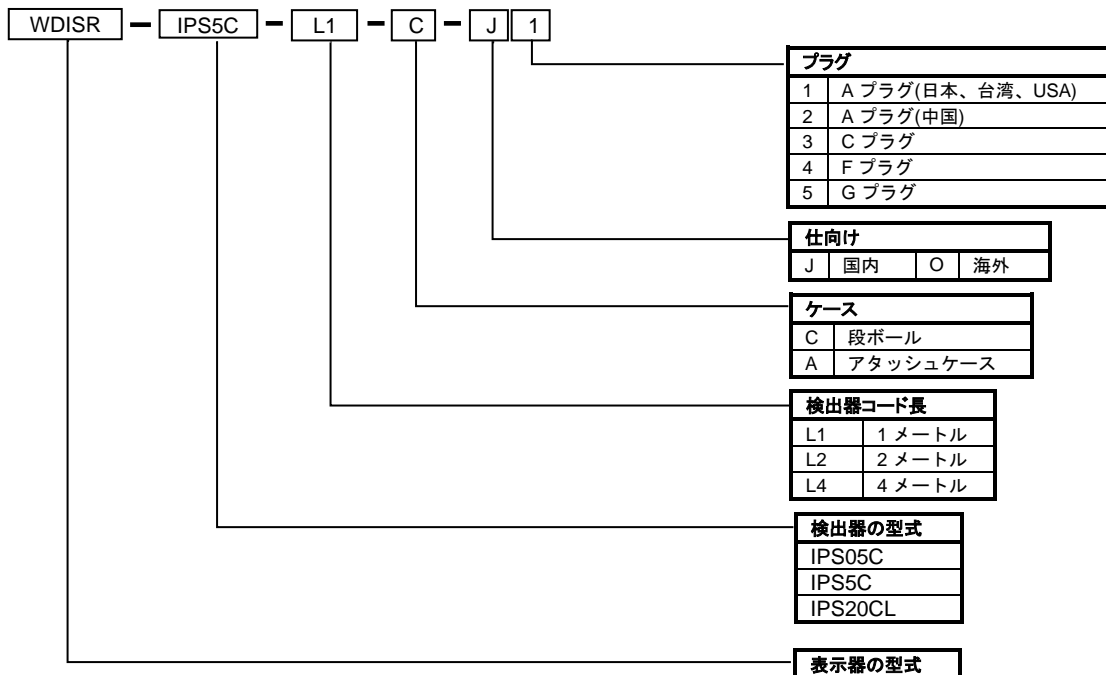 WDISR - IPS5C - L1 - C - J 1
プラグ
1 A プラグ(日本、台湾、USA)
2 A プラグ(中国)
3 C プラグ
4 F プラグ
5 G プラグ
仕向け
J 国内 O 海外
ケース
C 段ボール
A アタッシュケース
検出器コード長
L1 1 メートル
L2 2 メートル
L4 4 メートル
検出器の型式
IPS05C
IPS5C
IPS20CL
表示器の型式